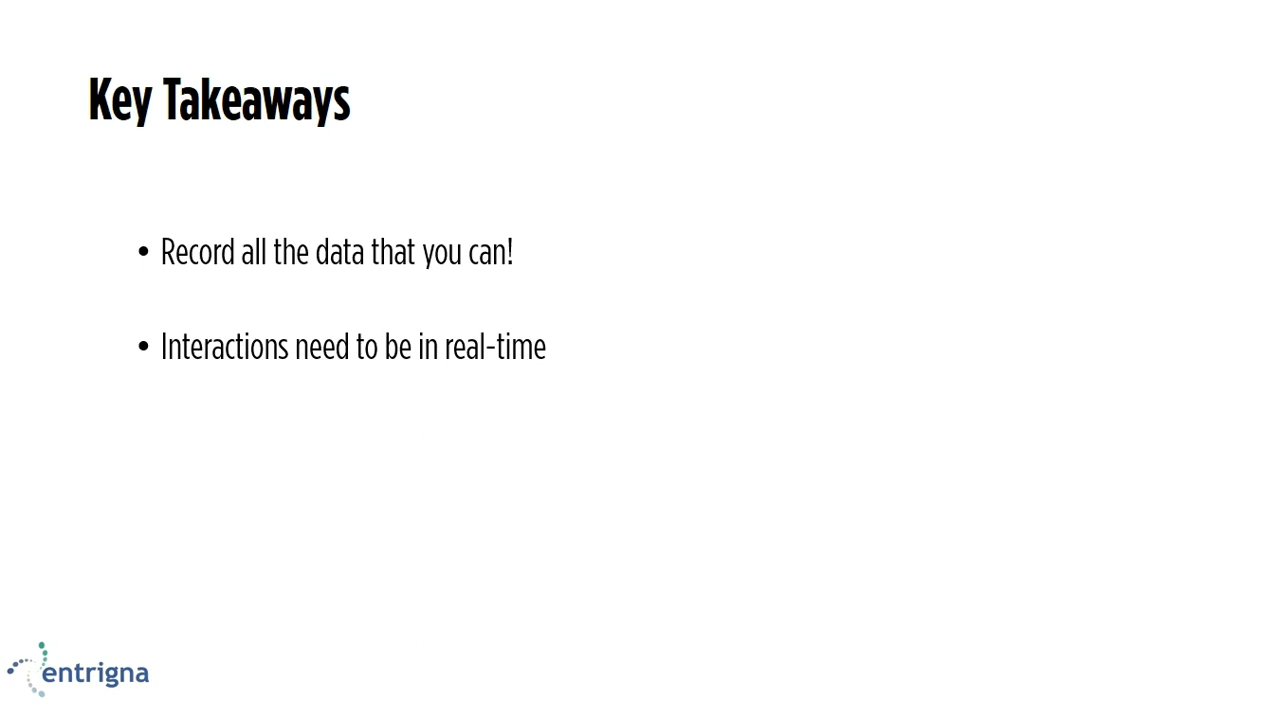 Key Takeaways
• Record all the data that you can!
• Interactions need to be in real-time
entrigna